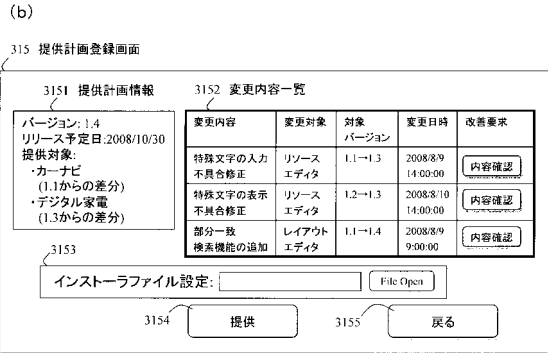 (b)
315 提供計画登録画面
3151 提供計画情報
3152 変更内容一覧
バージョン: 1.4
リリース予定日:2008/10/30
提供対象:
・カーナビ
(1.1からの差分)
・デジタル家電
(1.3からの差分)
変更内容 変更対象 対象バージョン 変更日時 改善要求
特殊文字の入力 リソース 1.1→1.3 2008/8/9
不具合修正 エディタ 14:00:00 内容確認
特殊文字の表示 リソース 1.2→1.3 2008/8/10
不具合修正 エディタ 14:00:00 内容確認
部分一致 レイアウト 1.1→1.4 2008/8/9
検索機能の追加 エディタ 9:00:00 内容確認
3153
インストーラファイル設定: File Open
3154 提供 3155 戻る